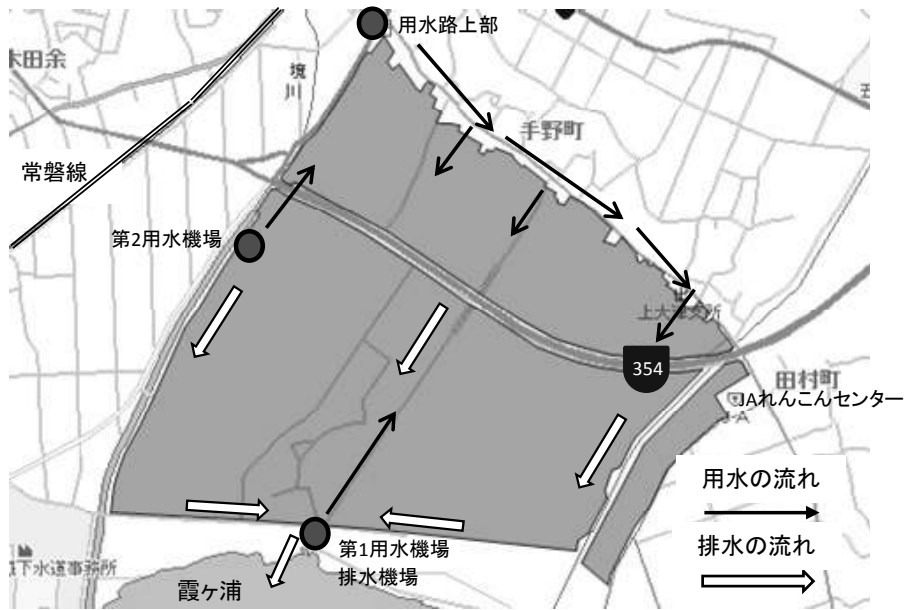 用水路上部
木田余
境川
手野町
常磐線
第2用水機場
上大津支所
354
田村町
JAれんこんセンター
用水の流れ
第1用水機場
排水機場
排水の流れ
下水道事務所
霞ヶ浦